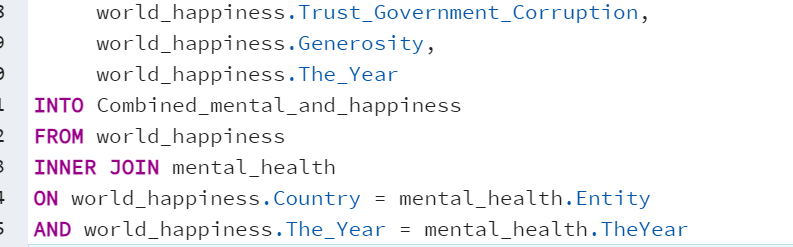 world_happiness.Trust_Government_Corruption,
world_happiness.Generosity,
world_happiness.The_Year
INTO Combined_mental_and_happiness
FROM world_happiness
INNER JOIN mental_health
ON world_happiness.Country = mental_health.Entity
AND world_happiness.The_Year = mental_health.TheYear